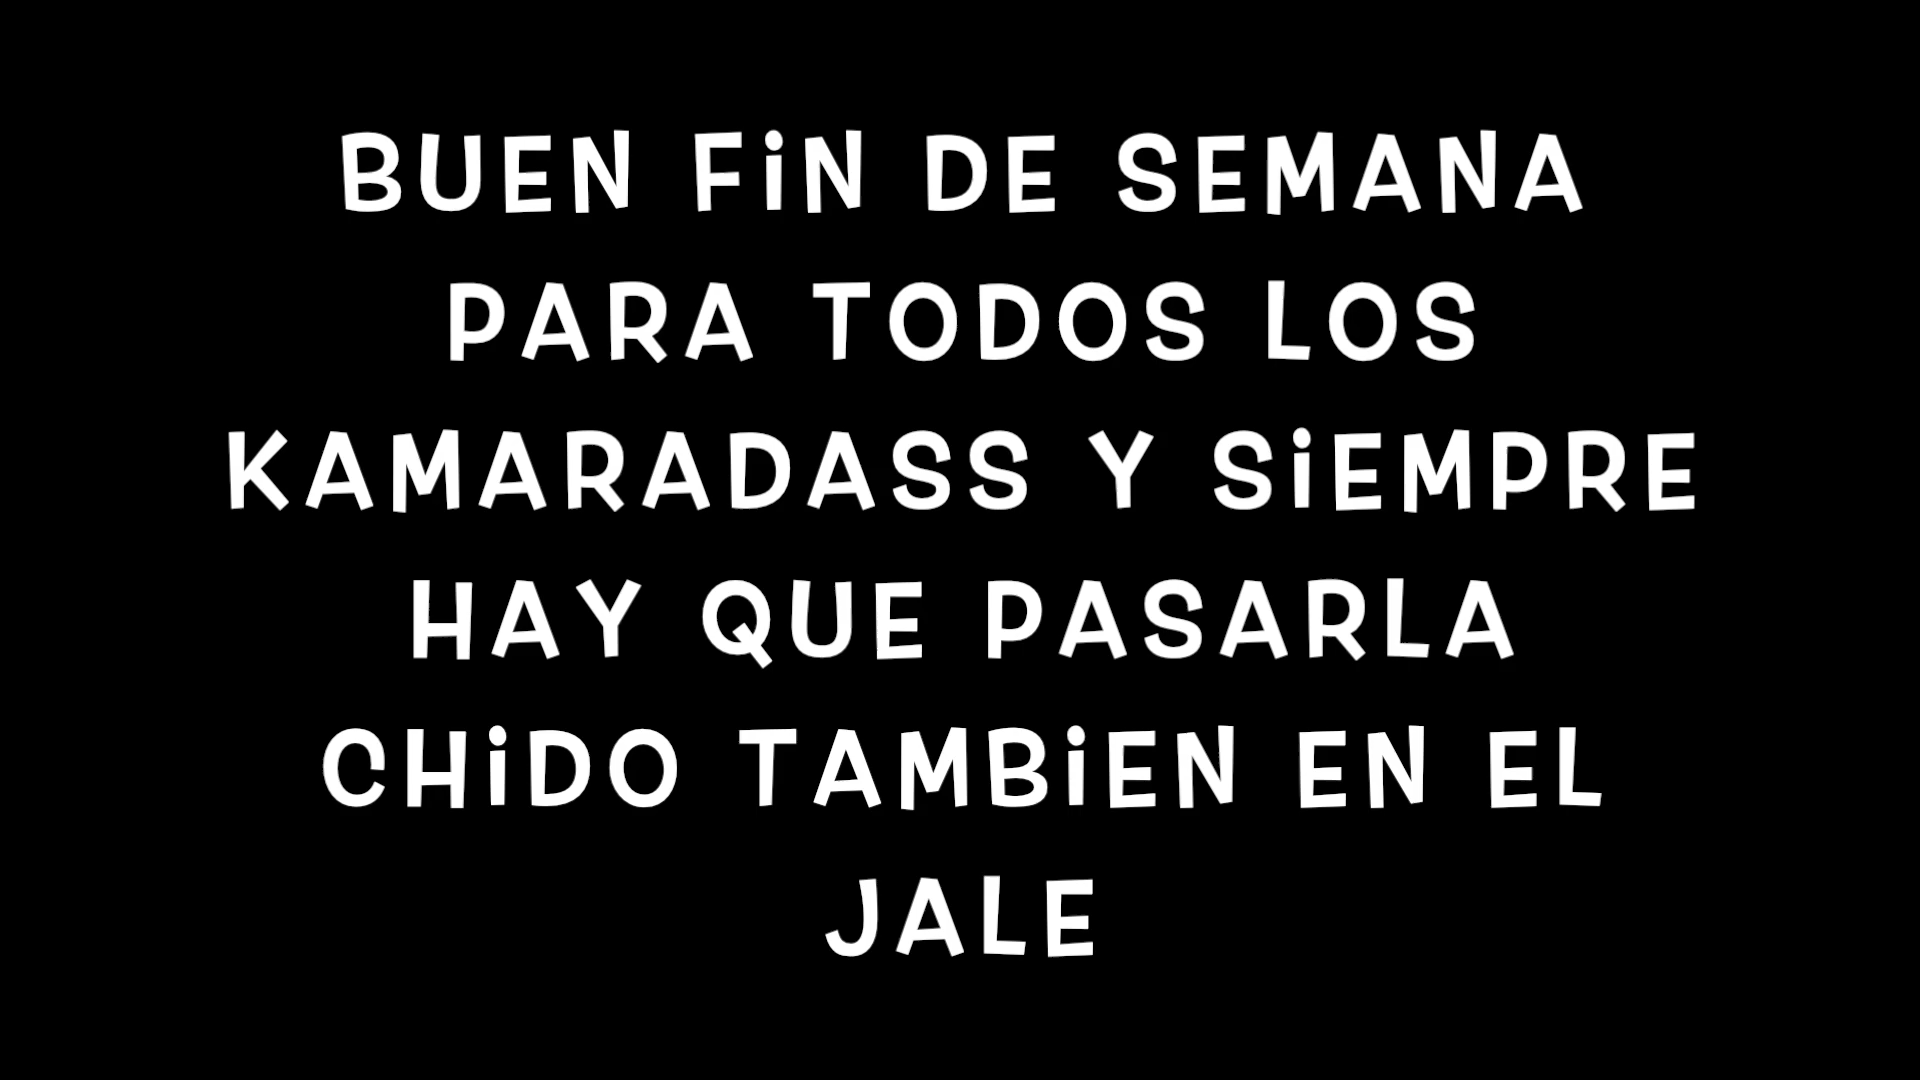 BUEN FiN DE SEMANA
PARA TODOS LOS
KAMARADASS Y SiEMPRE
HAY QUE PASARLA
CHiDO TAMBiEN EN EL
JALE